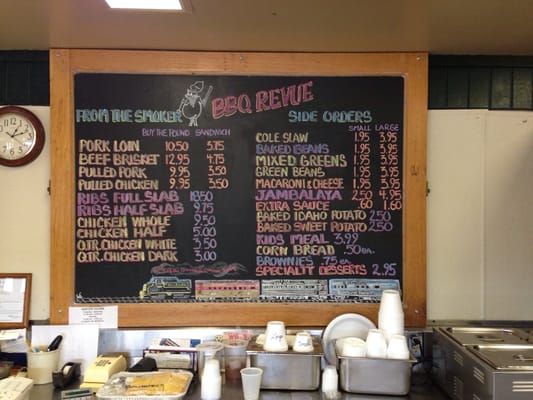 BBQ REVUE
FROM THE SMOKER
BUY THE POUND SANDWICH
PORK LOIN 10.50 3.75
BEEF BRISKET 12.95 4.75
PULLED PORK 9.95 3.50
PULLED CHICKEN 9.95 3.50
RIBS FULL SLAB 18.50
RIBS HALF SLAB 9.75
CHICKEN WHOLE 9.50
CHICKEN HALF 5.00
QTR.CHICKEN WHITE 3.50
QTR.CHICKEN DARK 3.00
SIDE ORDERS
SMALL LARGE
COLE SLAW 1.95 3.95
BAKED BEANS 1.95 3.95
MIXED GREENS 1.95 3.95
GREEN BEANS 1.95 3.95
MACARONI & CHEESE 1.95 3.95
JAMBALAYA 2.50 4.95
EXTRA SAUCE .60 1.60
BAKED IDAHO POTATO 2.50
BAKED SWEET POTATO 2.50
KIDS MEAL 3.99
CORN BREAD .50 ea.
BROWNIES .75 ea
SPECIALTY DESSERTS 2.95